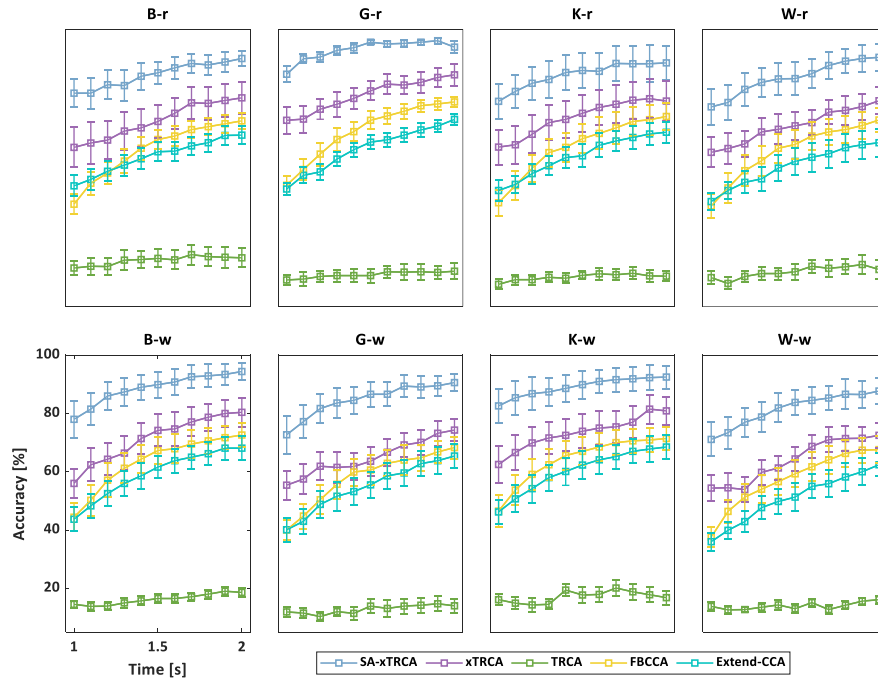 B-r
G-r
K-r
W-r
B-w
G-w
K-w
W-w
100
80
60
40
20
Accuracy [%]
1
1.5
2
Time [s]
SA-xTRCA
xTRCA
TRCA
FBCCA
Extend-CCA